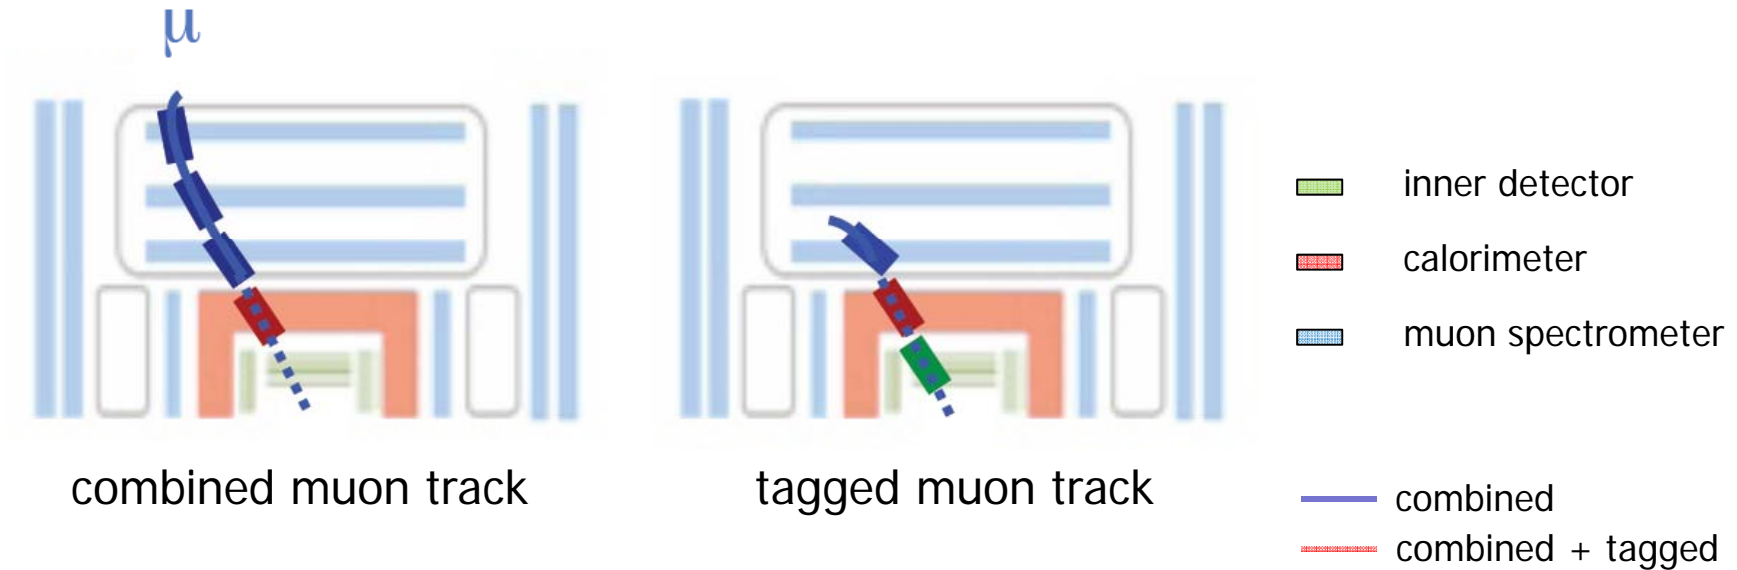 μ
inner detector
calorimeter
muon spectrometer
combined muon track
tagged muon track
combined
combined + tagged